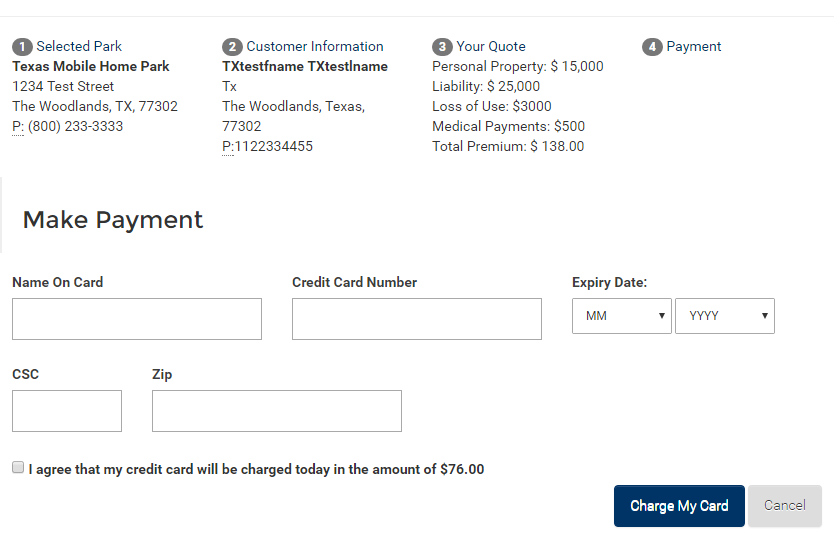 1 Selected Park
Texas Mobile Home Park
1234 Test Street
The Woodlands, TX, 77302
P: (800) 233-3333
2 Customer Information
TXtestfname TXtestlname
Tx
The Woodlands, Texas,
77302
P:1122334455
3 Your Quote
Personal Property: $ 15,000
Liability: $ 25,000
Loss of Use: $3000
Medical Payments: $500
Total Premium: $ 138.00
4 Payment
Make Payment
Name On Card
Credit Card Number
Expiry Date:
MM
YYYY
CSC
Zip
I agree that my credit card will be charged today in the amount of $76.00
Charge My Card
Cancel